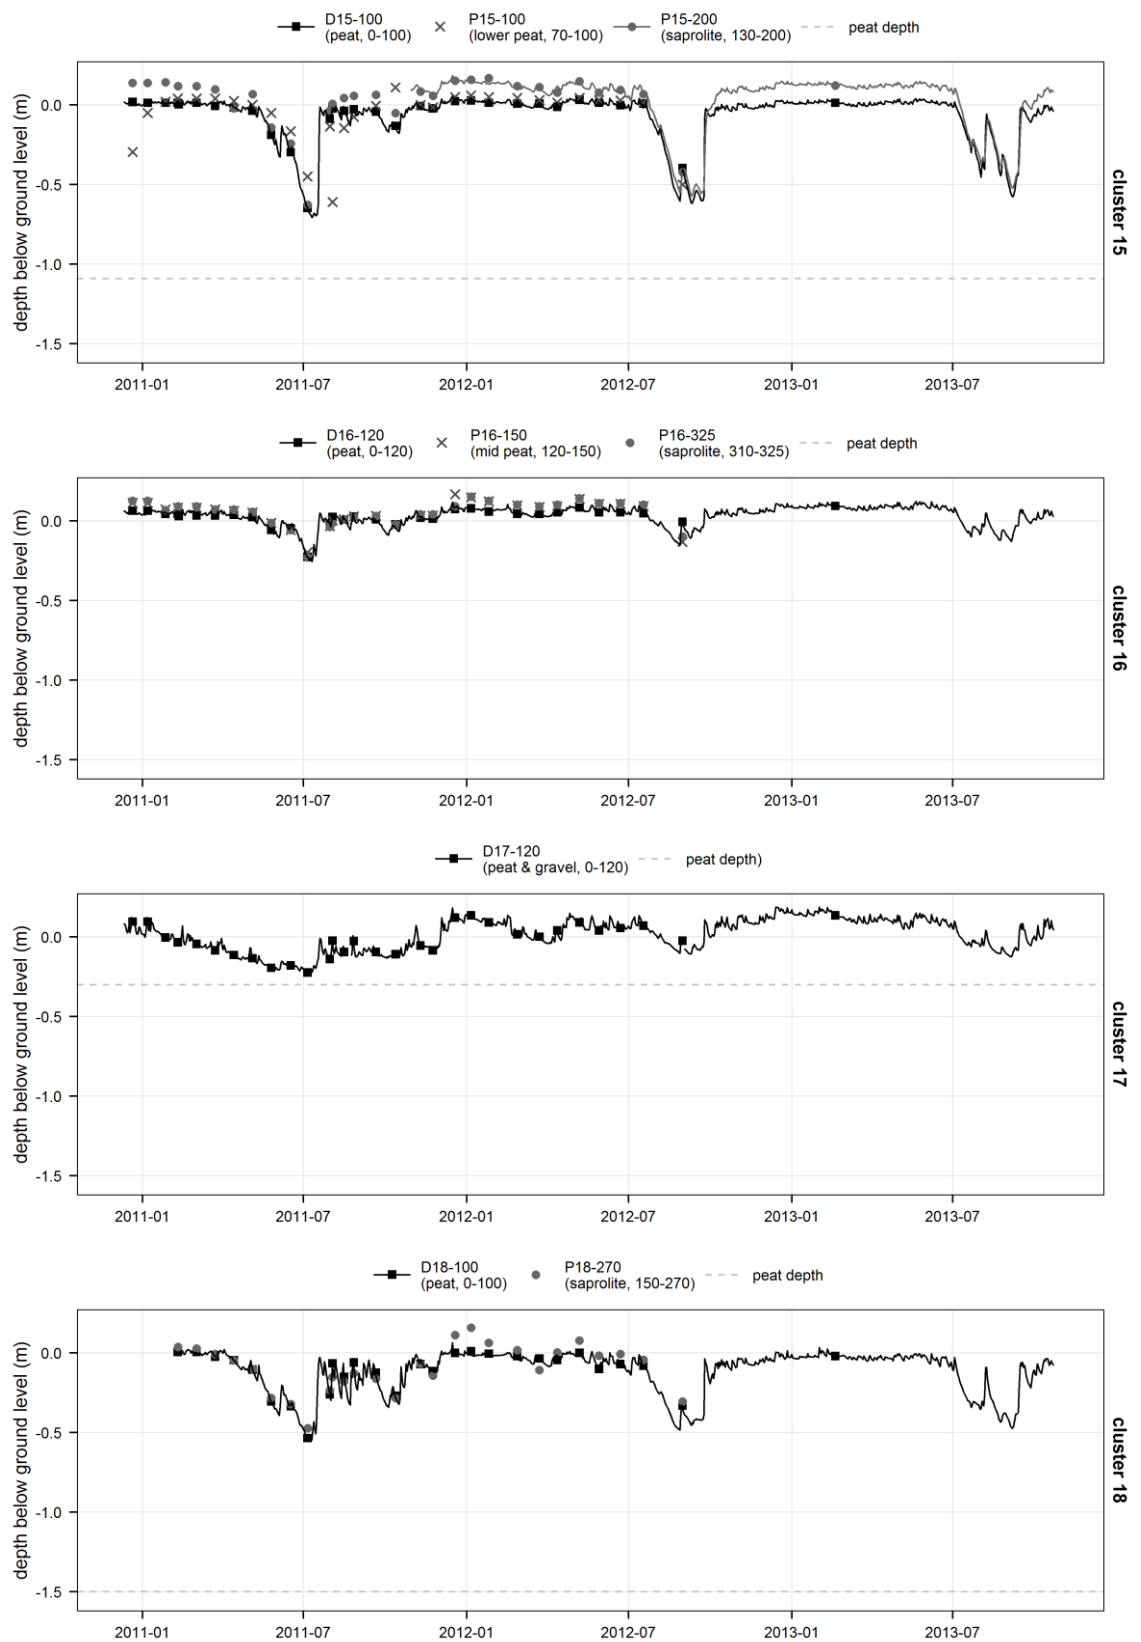 D15-100 P15-100 P15-200 peat depth
(peat, 0-100) (lower peat, 70-100) (saprolite, 130-200)
depth below ground level (m)
0.0
-0.5
-1.0
-1.5
cluster 15
2011-01 2011-07 2012-01 2012-07 2013-01 2013-07
D16-120 P16-150 P16-325 peat depth
(peat, 0-120) (mid peat, 120-150) (saprolite, 310-325)
depth below ground level (m)
0.0
-0.5
-1.0
-1.5
cluster 16
2011-01 2011-07 2012-01 2012-07 2013-01 2013-07
D17-120 peat depth)
(peat & gravel, 0-120)
depth below ground level (m)
0.0
-0.5
-1.0
-1.5
cluster 17
2011-01 2011-07 2012-01 2012-07 2013-01 2013-07
D18-100 P18-270 peat depth
(peat, 0-100) (saprolite, 150-270)
depth below ground level (m)
0.0
-0.5
-1.0
-1.5
cluster 18
2011-01 2011-07 2012-01 2012-07 2013-01 2013-07